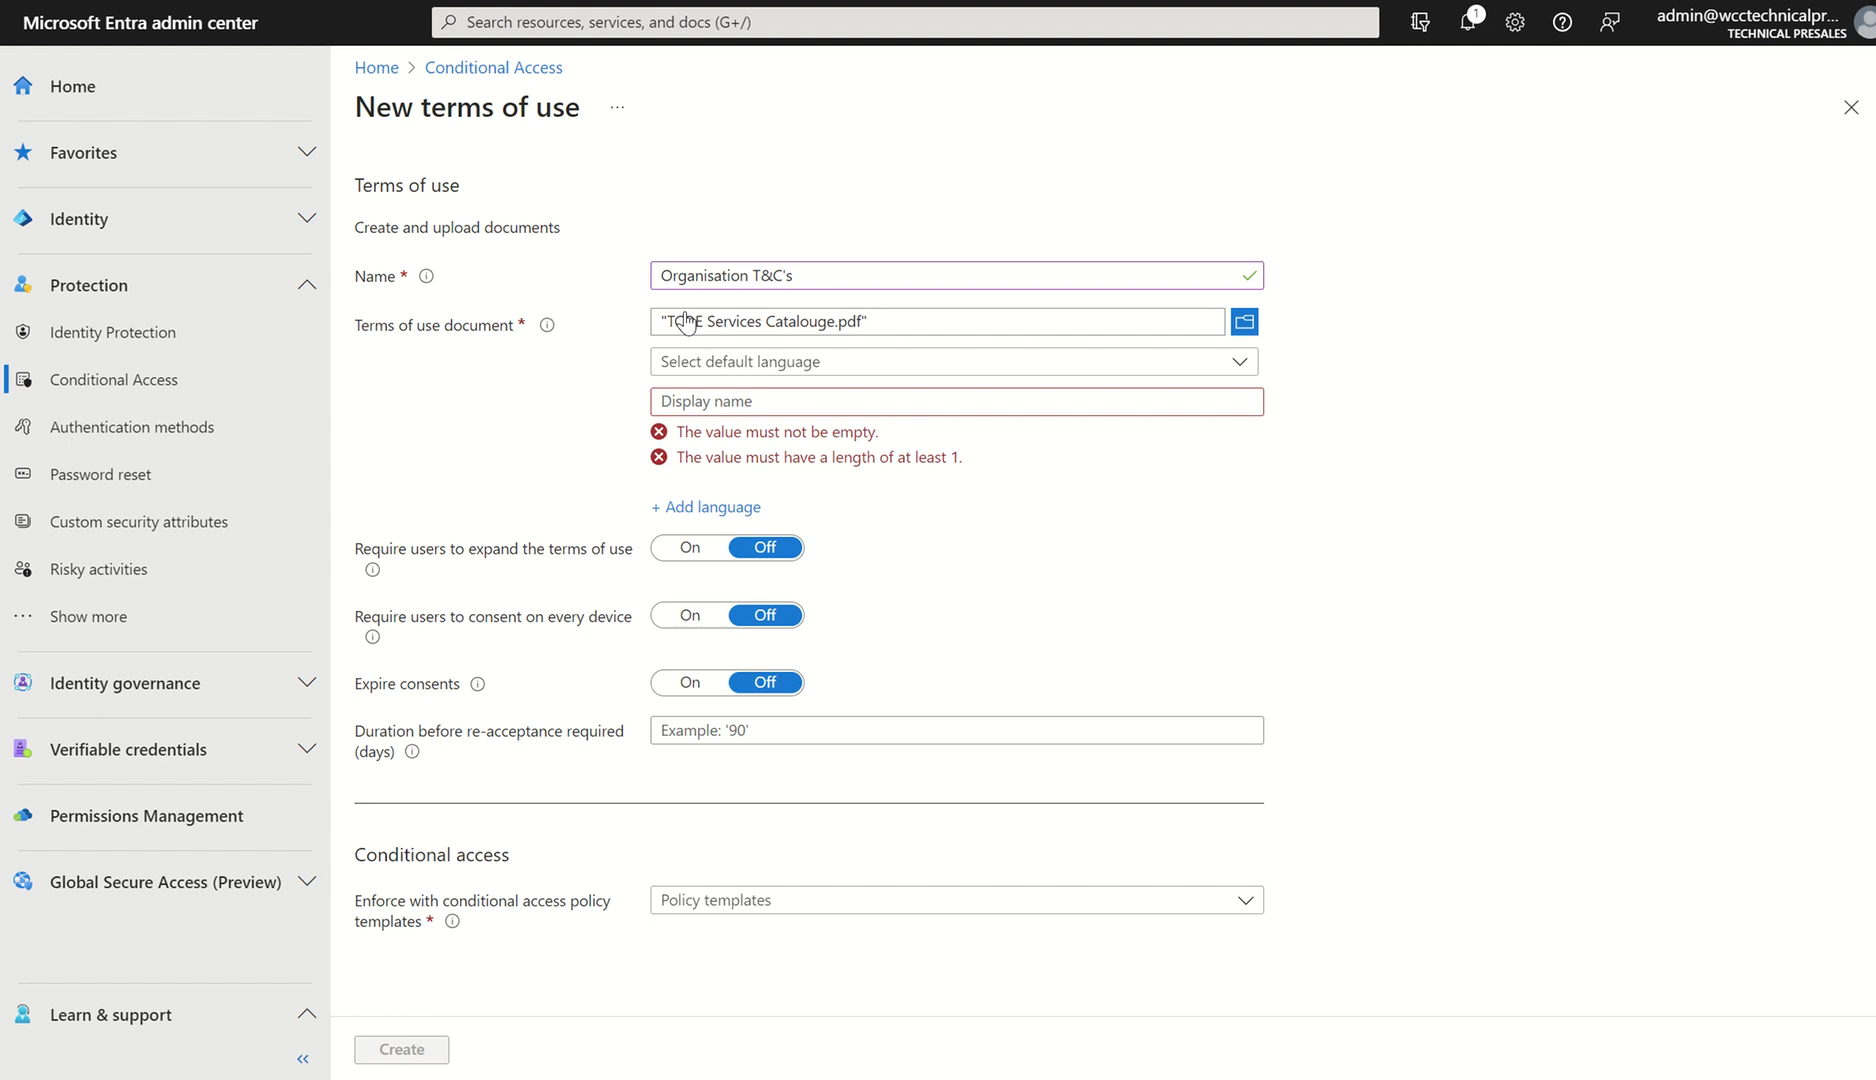 Microsoft Entra admin center
Search resources, services, and docs (G+/)
1
admin@wcctechnicalpr...
TECHNICAL PRESALES
Home
Favorites
Identity
Protection
Identity Protection
Conditional Access
Authentication methods
Password reset
Custom security attributes
Risky activities
Show more
Identity governance
Verifiable credentials
Permissions Management
Global Secure Access (Preview)
Learn & support
Home > Conditional Access
New terms of use
Terms of use
Create and upload documents
Name *
Organisation T&C's
Terms of use document *
Services Catalouge.pdf"
Select default language
Display name
The value must not be empty.
The value must have a length of at least 1.
+ Add language
Require users to expand the terms of use
On Off
Require users to consent on every device
On Off
Expire consents
On Off
Duration before re-acceptance required
(days)
Example: '90'
Conditional access
Enforce with conditional access policy
templates *
Policy templates
Create